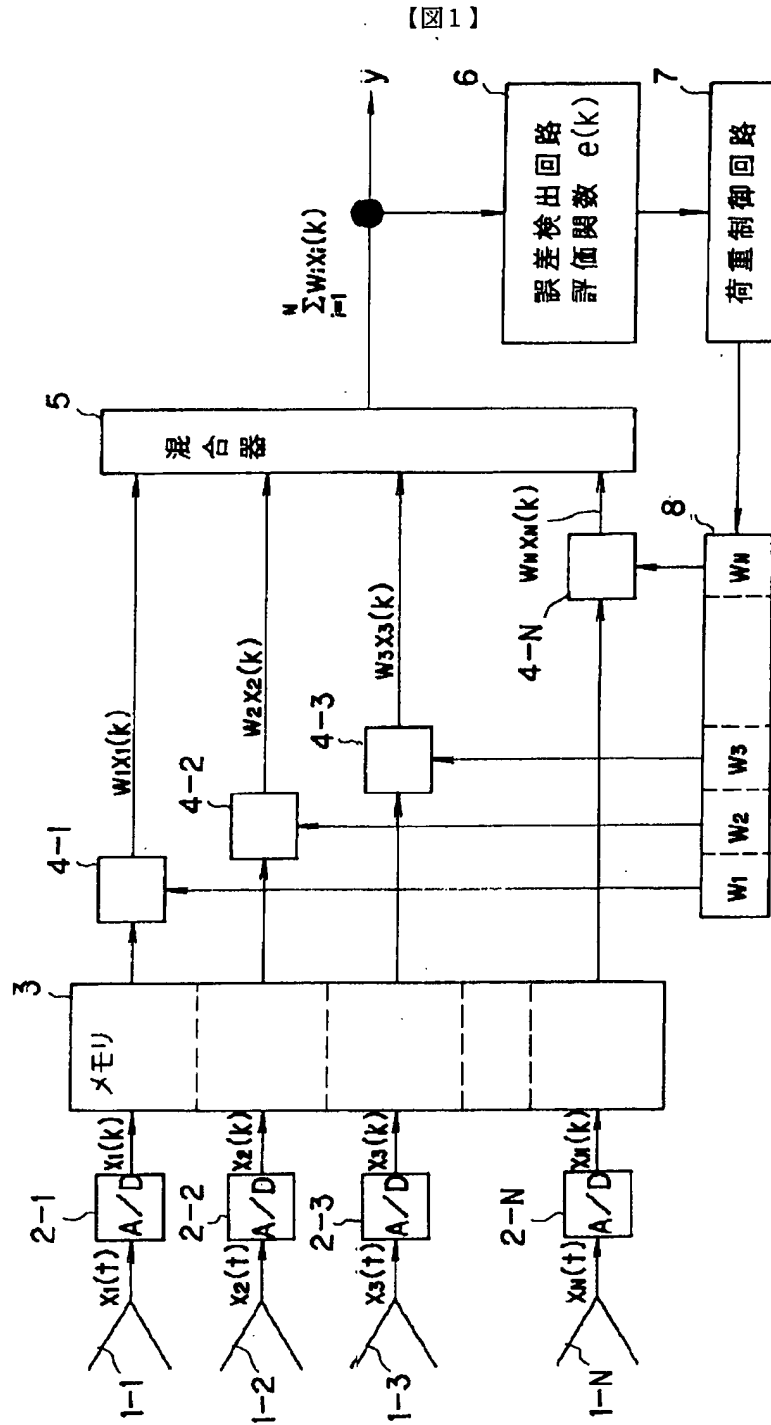 【図1】
1-1
X1(t)
2-1
A/D
X1(k)
3
メモリ
4-1
W1X1(k)
5
混合器
N
ΣWiXi(k)
i=1
y
1-2
X2(t)
2-2
A/D
X2(k)
4-2
W2X2(k)
6
誤差検出回路
評価関数 e(k)
1-3
X3(t)
2-3
A/D
X3(k)
4-3
W3X3(k)
7
荷重制御回路
1-N
XN(t)
2-N
A/D
XN(k)
4-N
WNXN(k)
8
W1
W2
W3
WN